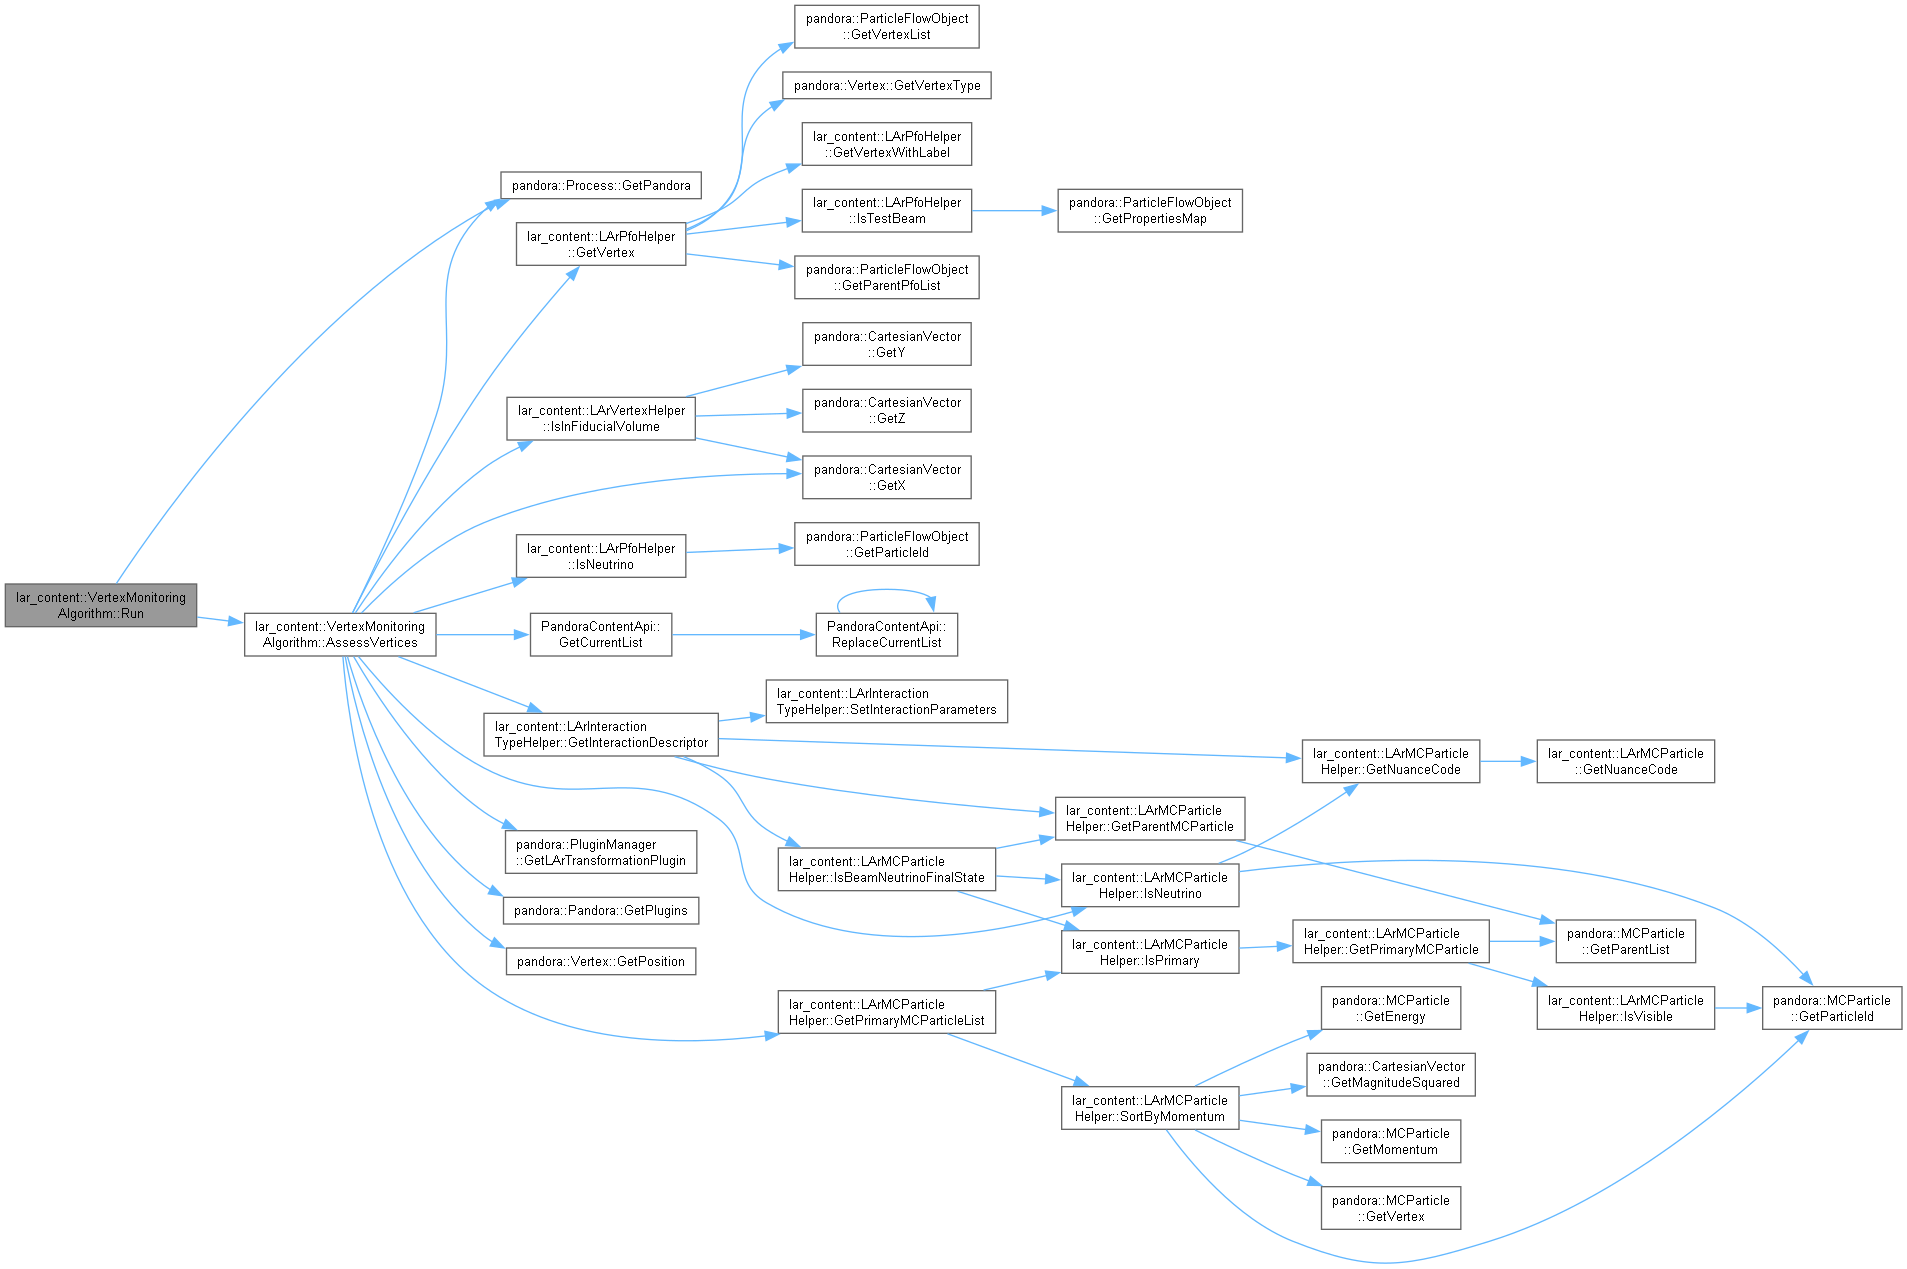 lar_content::VertexMonitoring
Algorithm::Run
pandora::Process::GetPandora
lar_content::VertexMonitoring
Algorithm::AssessVertices
lar_content::LArPfoHelper
::GetVertex
pandora::ParticleFlowObject
::GetVertexList
pandora::Vertex::GetVertexType
lar_content::LArPfoHelper
::GetVertexWithLabel
lar_content::LArPfoHelper
::IsTestBeam
pandora::ParticleFlowObject
::GetPropertiesMap
pandora::ParticleFlowObject
::GetParentPfoList
lar_content::LArVertexHelper
::IsInFiducialVolume
pandora::CartesianVector
::GetY
pandora::CartesianVector
::GetZ
pandora::CartesianVector
::GetX
lar_content::LArPfoHelper
::IsNeutrino
pandora::ParticleFlowObject
::GetParticleId
PandoraContentApi::
GetCurrentList
PandoraContentApi::
ReplaceCurrentList
lar_content::LArInteraction
TypeHelper::GetInteractionDescriptor
lar_content::LArInteraction
TypeHelper::SetInteractionParameters
lar_content::LArMCParticle
Helper::GetNuanceCode
lar_content::LArMCParticle
::GetNuanceCode
lar_content::LArMCParticle
Helper::GetParentMCParticle
lar_content::LArMCParticle
Helper::IsBeamNeutrinoFinalState
lar_content::LArMCParticle
Helper::IsNeutrino
lar_content::LArMCParticle
Helper::IsPrimary
lar_content::LArMCParticle
Helper::GetPrimaryMCParticle
pandora::MCParticle
::GetParentList
lar_content::LArMCParticle
Helper::IsVisible
pandora::MCParticle
::GetParticleId
pandora::PluginManager
::GetLArTransformationPlugin
pandora::Pandora::GetPlugins
pandora::Vertex::GetPosition
lar_content::LArMCParticle
Helper::GetPrimaryMCParticleList
lar_content::LArMCParticle
Helper::SortByMomentum
pandora::MCParticle
::GetEnergy
pandora::CartesianVector
::GetMagnitudeSquared
pandora::MCParticle
::GetMomentum
pandora::MCParticle
::GetVertex